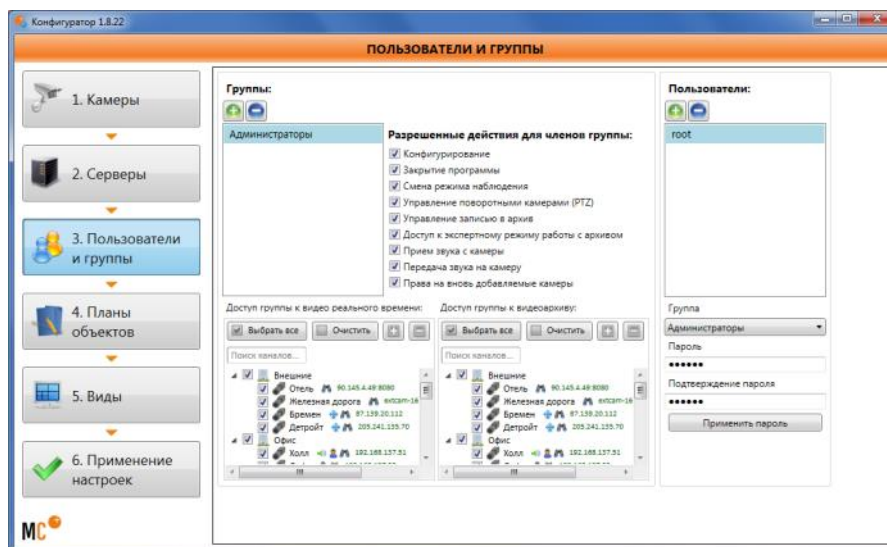 Конфигуратор 1.8.22
ПОЛЬЗОВАТЕЛИ И ГРУППЫ
1. Камеры
2. Серверы
3. Пользователи
и группы
4. Планы
объектов
5. Виды
6. Применение
настроек
МС
Группы:
Администраторы
Разрешенные действия для членов группы:
Конфигурирование
Закрытие программы
Смена режима наблюдения
Управление поворотными камерами (PTZ)
Управление записью в архив
Доступ к экспертному режиму работы с архивом
Прием звука с камеры
Передача звука на камеру
Права на вновь добавляемые камеры
Доступ группы к видео реального времени:
Выбрать все Очистить
Поиск каналов...
Внешние
Отель 90.145.4.49:8080
Железная дорога extcam-16
Бремен 87.139.20.112
Детройт 205.241.135.70
Офис
Холл 192.168.137.51
Доступ группы к видеоархиву:
Выбрать все Очистить
Поиск каналов...
Внешние
Отель 90.145.4.49:8080
Железная дорога extcam-16
Бремен 87.139.20.112
Детройт 205.241.135.70
Офис
Холл 192.168.137.51
Пользователи:
root
Группа
Администраторы
Пароль
••••••
Подтверждение пароля
••••••
Применить пароль